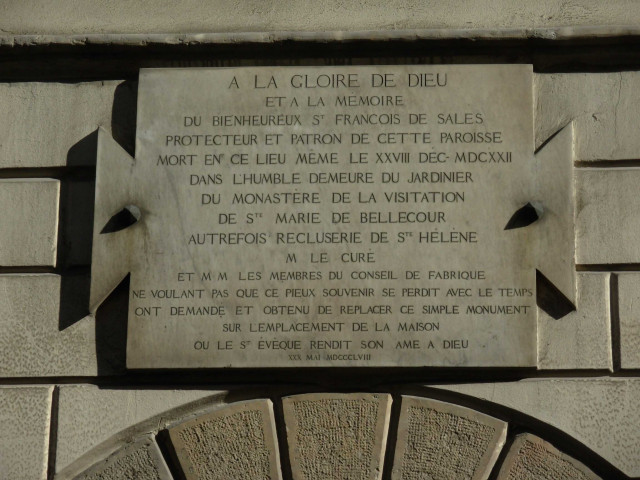 A LA GLOIRE DE DIEU
ET A LA MÉMOIRE
DU BIENHEUREUX ST FRANÇOIS DE SALES
PROTECTEUR ET PATRON DE CETTE PAROISSE
MORT EN CE LIEU MÊME LE XXVIII DÉC. MDCXXII
DANS L'HUMBLE DEMEURE DU JARDINIER
DU MONASTÈRE DE LA VISITATION
DE STE MARIE DE BELLECOUR
AUTREFOIS RECLUSERIE DE STE HÉLÈNE
M LE CURÉ
ET M M LES MEMBRES DU CONSEIL DE FABRIQUE
NE VOULANT PAS QUE CE PIEUX SOUVENIR SE PERDIT AVEC LE TEMPS
ONT DEMANDÉ ET OBTENU DE REPLACER CE SIMPLE MONUMENT
SUR L'EMPLACEMENT DE LA MAISON
OU LE ST ÉVÊQUE RENDIT SON AME A DIEU
XXX MAI MDCCCLVIII